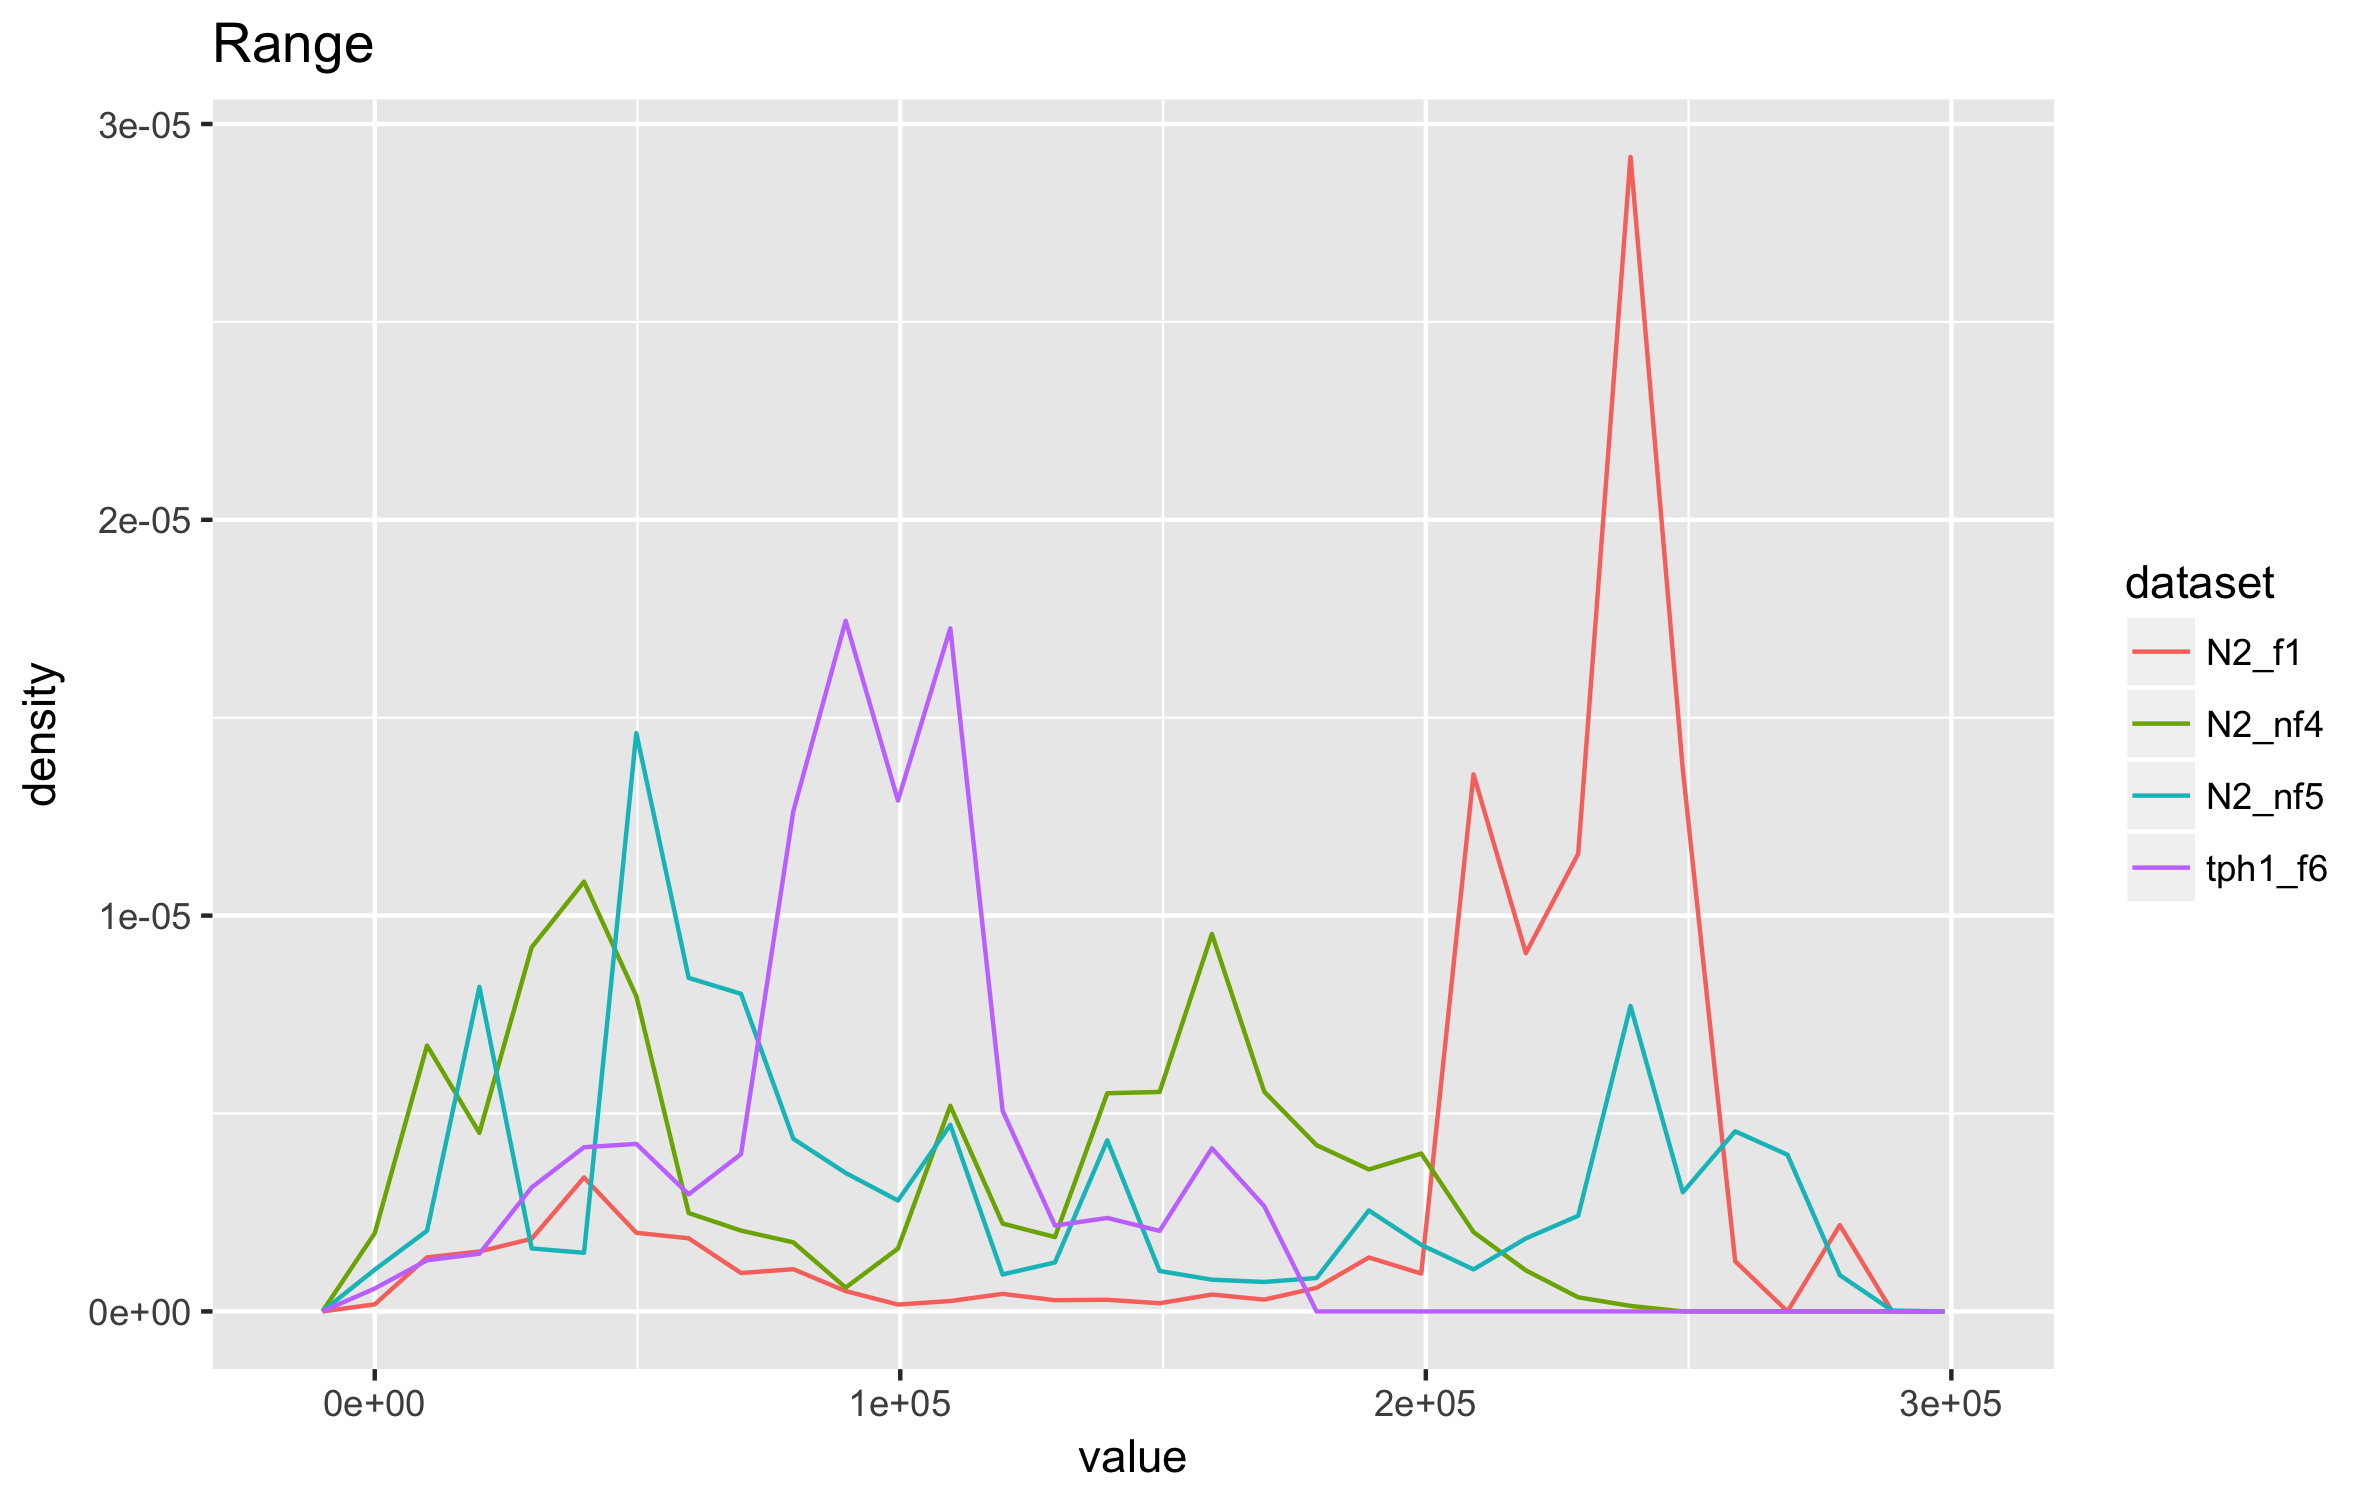 Range
3e-05
2e-05
1e-05
0e+00
density
0e+00 1e+05 2e+05 3e+05
value
dataset
N2_f1
N2_nf4
N2_nf5
tph1_f6